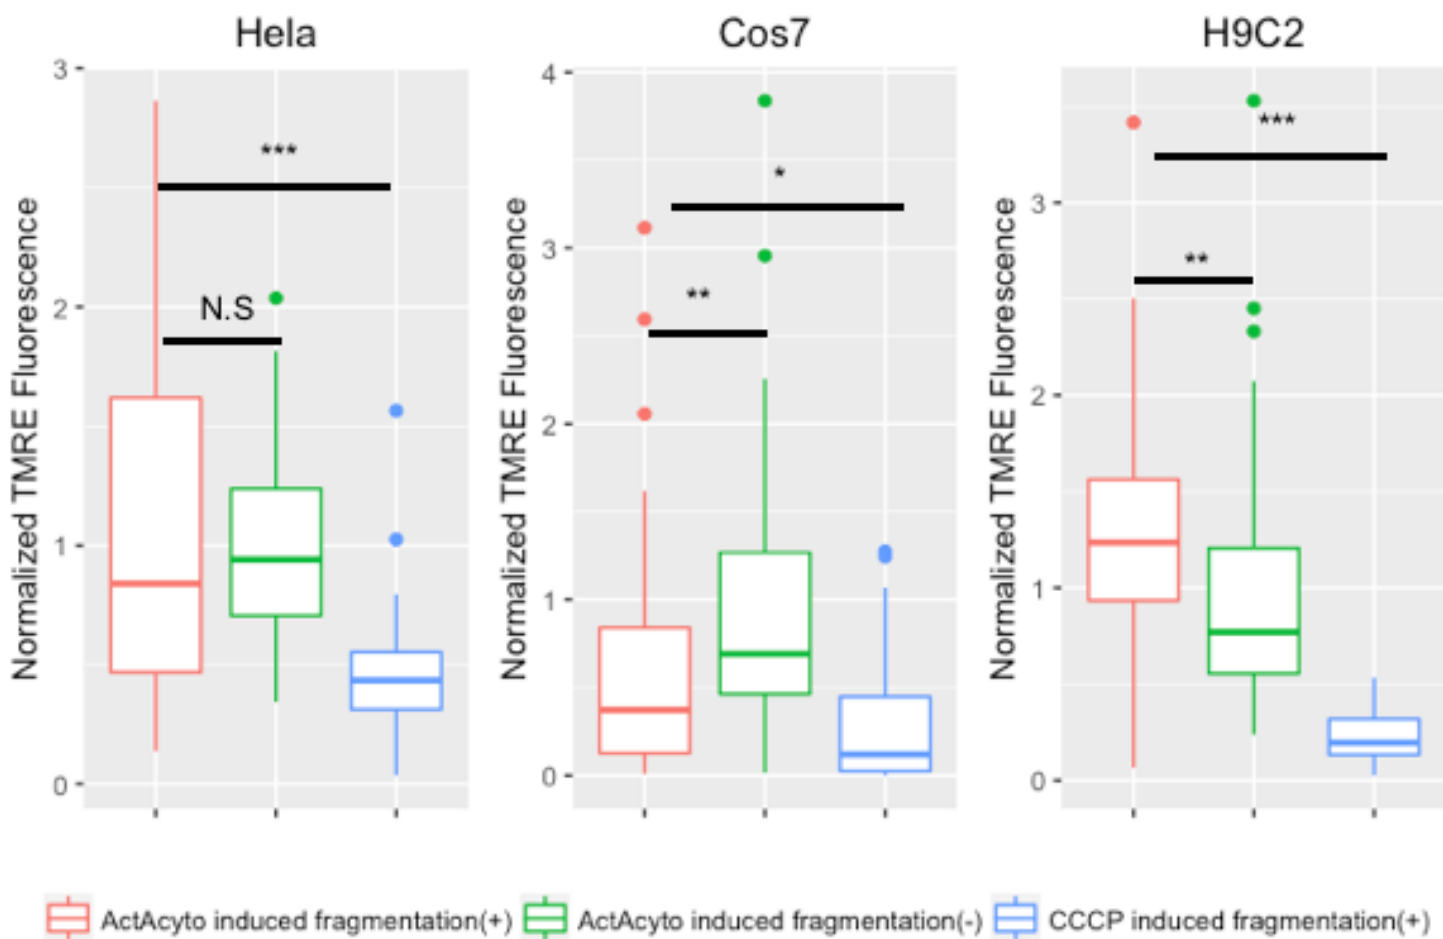 Hela
Cos7
H9C2
Normalized TMRE Fluorescence
3
2
1
0
***
N.S
Normalized TMRE Fluorescence
4
3
2
1
0
*
**
Normalized TMRE Fluorescence
3
2
1
0
***
**
ActAcyto induced fragmentation(+)
ActAcyto induced fragmentation(-)
CCCP induced fragmentation(+)